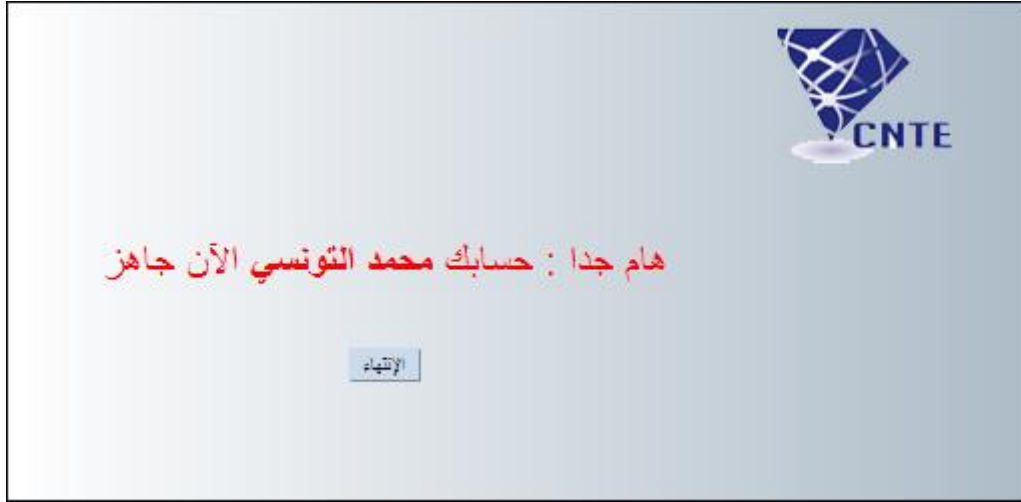 CNTE
هام جدا : حسابك محمد التونسي الآن جاهز
الإنتهاء